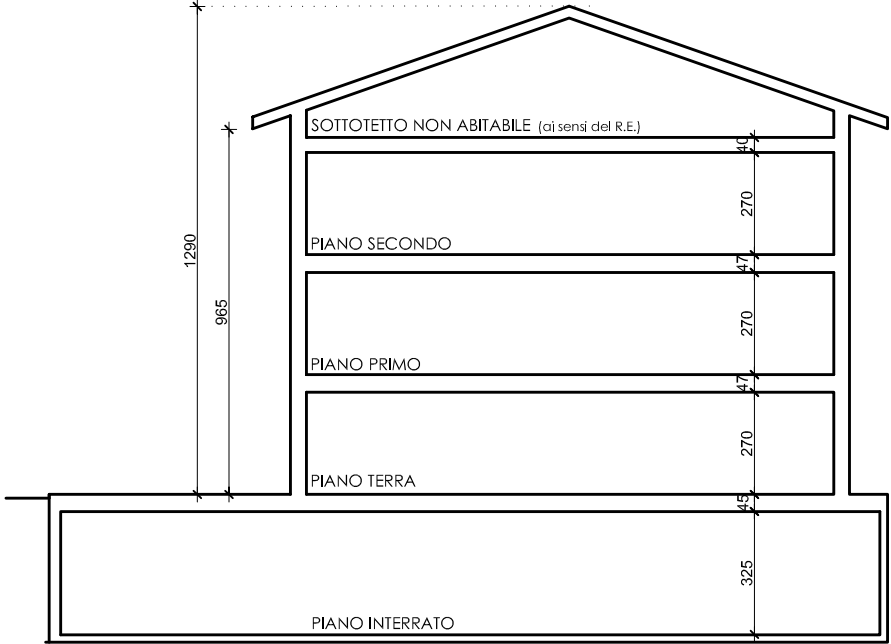 SOTTOTETTO NON ABITABILE (ai sensi del R.E.)
40
270
PIANO SECONDO
1290
47
965
270
PIANO PRIMO
47
270
PIANO TERRA
45
325
PIANO INTERRATO